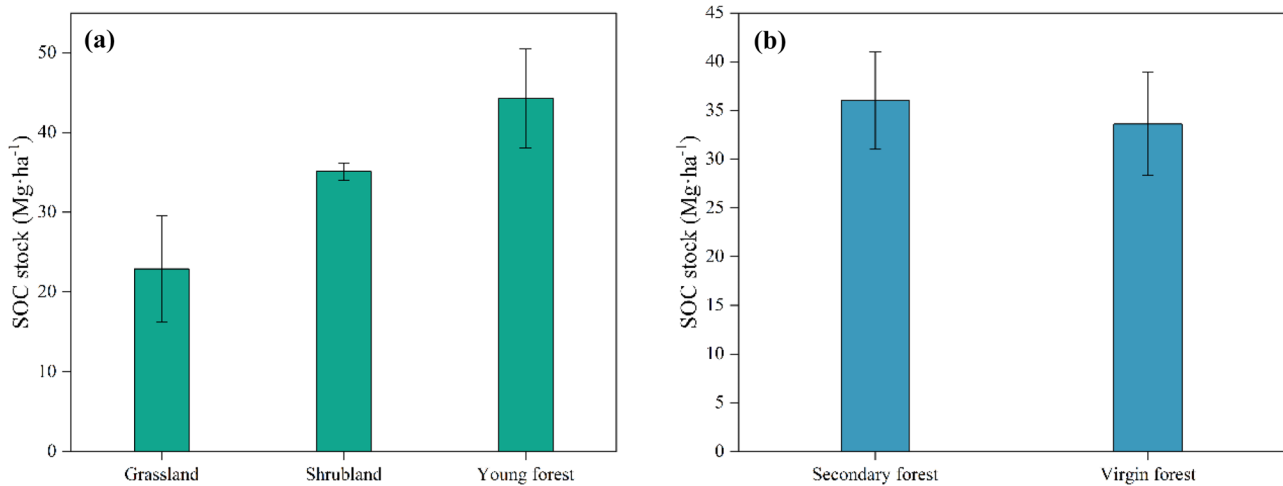 (a)
SOC stock (Mg·ha⁻¹)
50
40
30
20
10
0
Grassland Shrubland Young forest
(b)
SOC stock (Mg·ha⁻¹)
45
40
35
30
25
20
15
10
5
0
Secondary forest Virgin forest